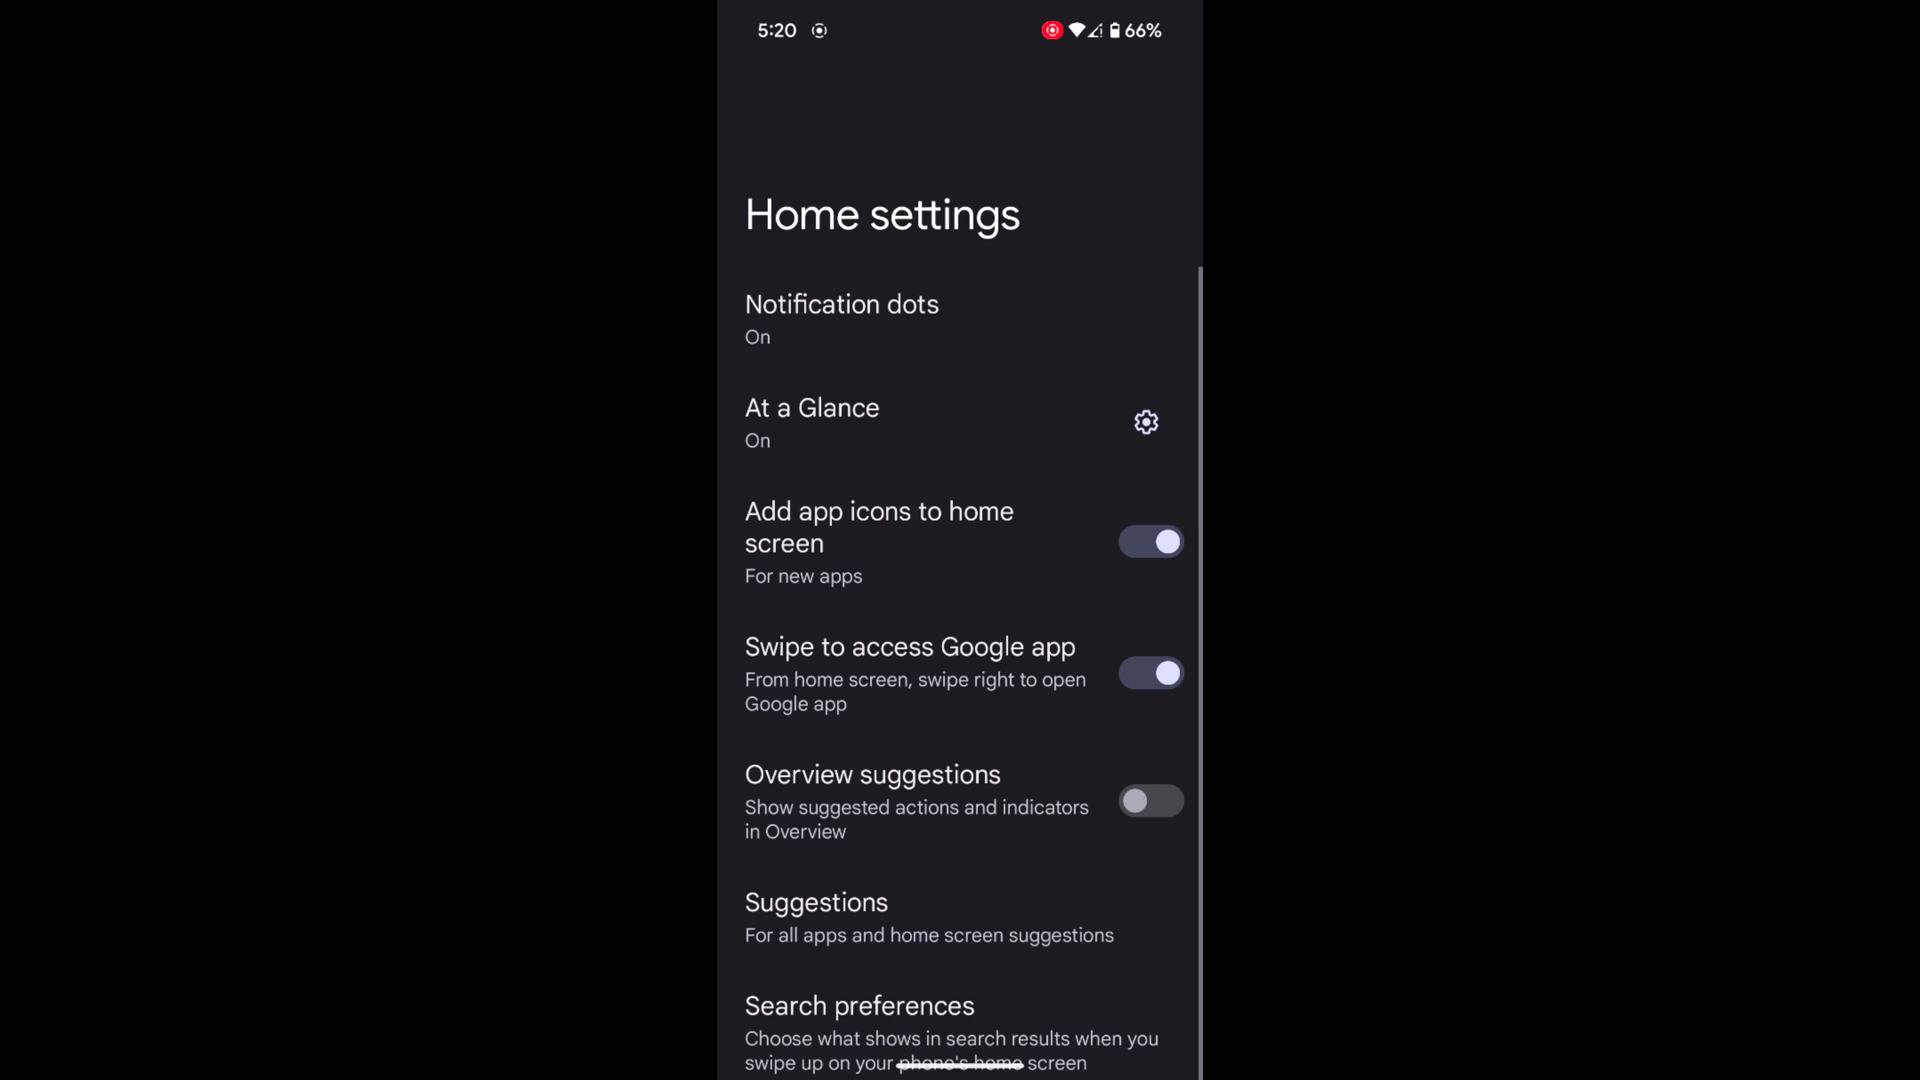 5:20
66%
Home settings
Notification dots
On
At a Glance
On
Add app icons to home
screen
For new apps
Swipe to access Google app
From home screen, swipe right to open
Google app
Overview suggestions
Show suggested actions and indicators
in Overview
Suggestions
For all apps and home screen suggestions
Search preferences
Choose what shows in search results when you
swipe up on your phone's home screen